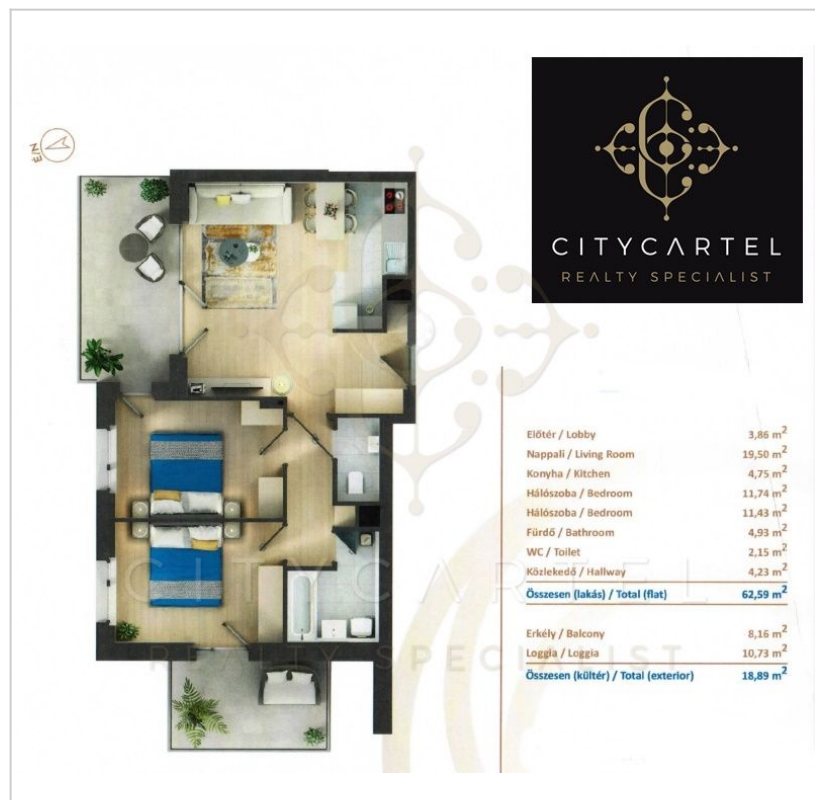 É/N
CITYCARTEL
REALTY SPECIALIST
Előtér / Lobby 3,86 m²
Nappali / Living Room 19,50 m²
Konyha / Kitchen 4,75 m²
Hálószoba / Bedroom 11,74 m²
Hálószoba / Bedroom 11,43 m²
Fürdő / Bathroom 4,93 m²
WC / Toilet 2,15 m²
Közlekedő / Hallway 4,23 m²
Összesen (lakás) / Total (flat) 62,59 m²
Erkély / Balcony 8,16 m²
Loggia / Loggia 10,73 m²
Összesen (kültér) / Total (exterior) 18,89 m²
CITYCARTEL
REALTY SPECIALIST